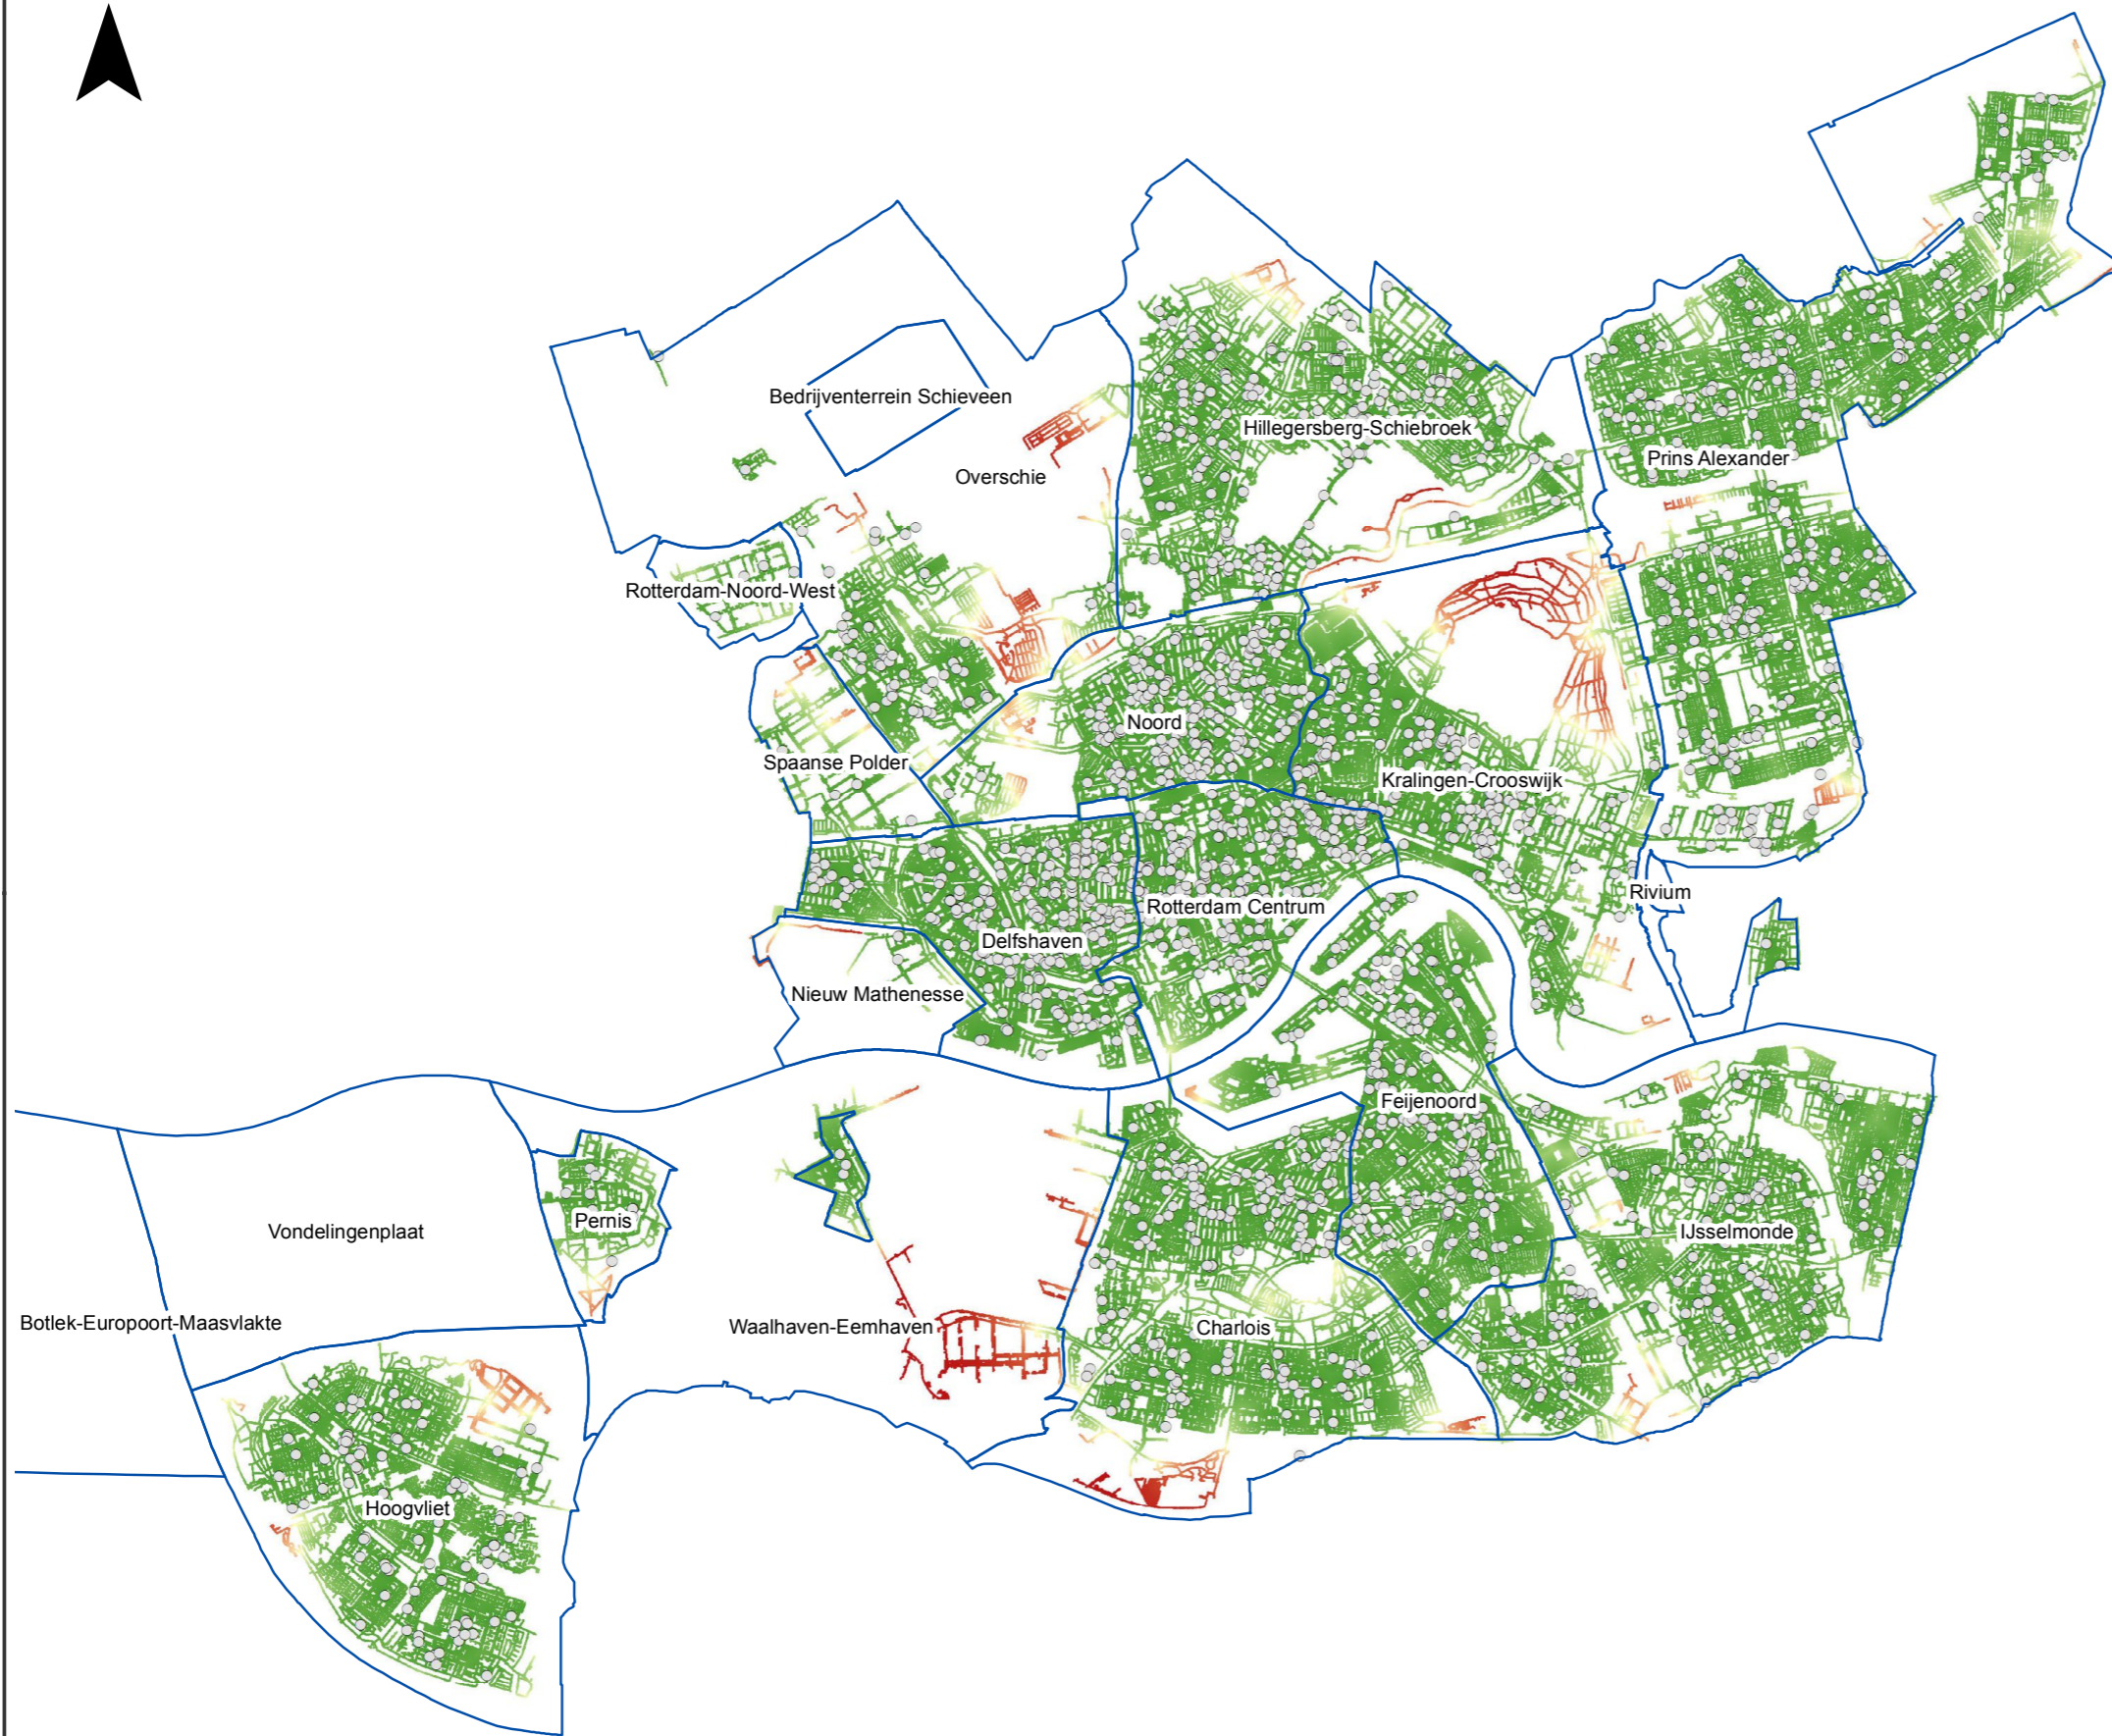 Bedrijventerrein Schieveen
Hillegersberg-Schiebroek
Prins Alexander
Overschie
Rotterdam-Noord-West
Noord
Spaanse Polder
Kralingen-Crooswijk
Rivium
Rotterdam Centrum
Delfshaven
Nieuw Mathenesse
Feijenoord
Pernis
Vondelingenplaat
IJsselmonde
Botlek-Europoort-Maasvlakte
Waalhaven-Eemhaven
Charlois
Hoogvliet